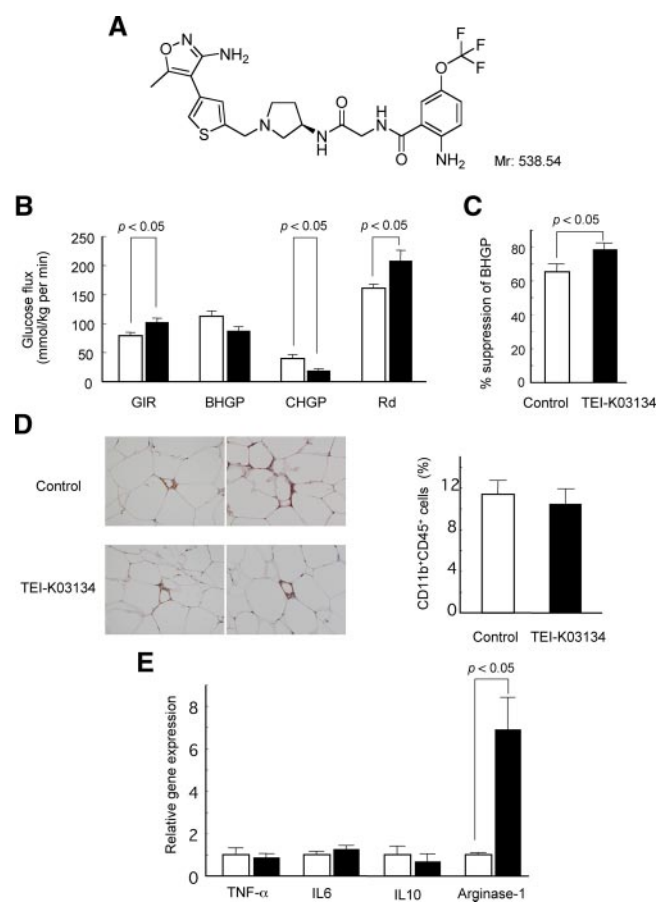 A
O
N
NH₂
S
N
N
H
O
H
N
O
NH₂
O
F
F
F
Mr: 538.54
B
Glucose flux
(mmol/kg per min)
250
200
150
100
50
0
p < 0.05
p < 0.05
p < 0.05
GIR BHGP CHGP Rd
C
% suppression of BHGP
80
60
40
20
0
p < 0.05
Control TEI-K03134
D
Control
TEI-K03134
CD11b⁺CD45⁺ cells (%)
12
8
4
0
Control TEI-K03134
E
Relative gene expression
8
6
4
2
0
p < 0.05
TNF-α IL6 IL10 Arginase-1